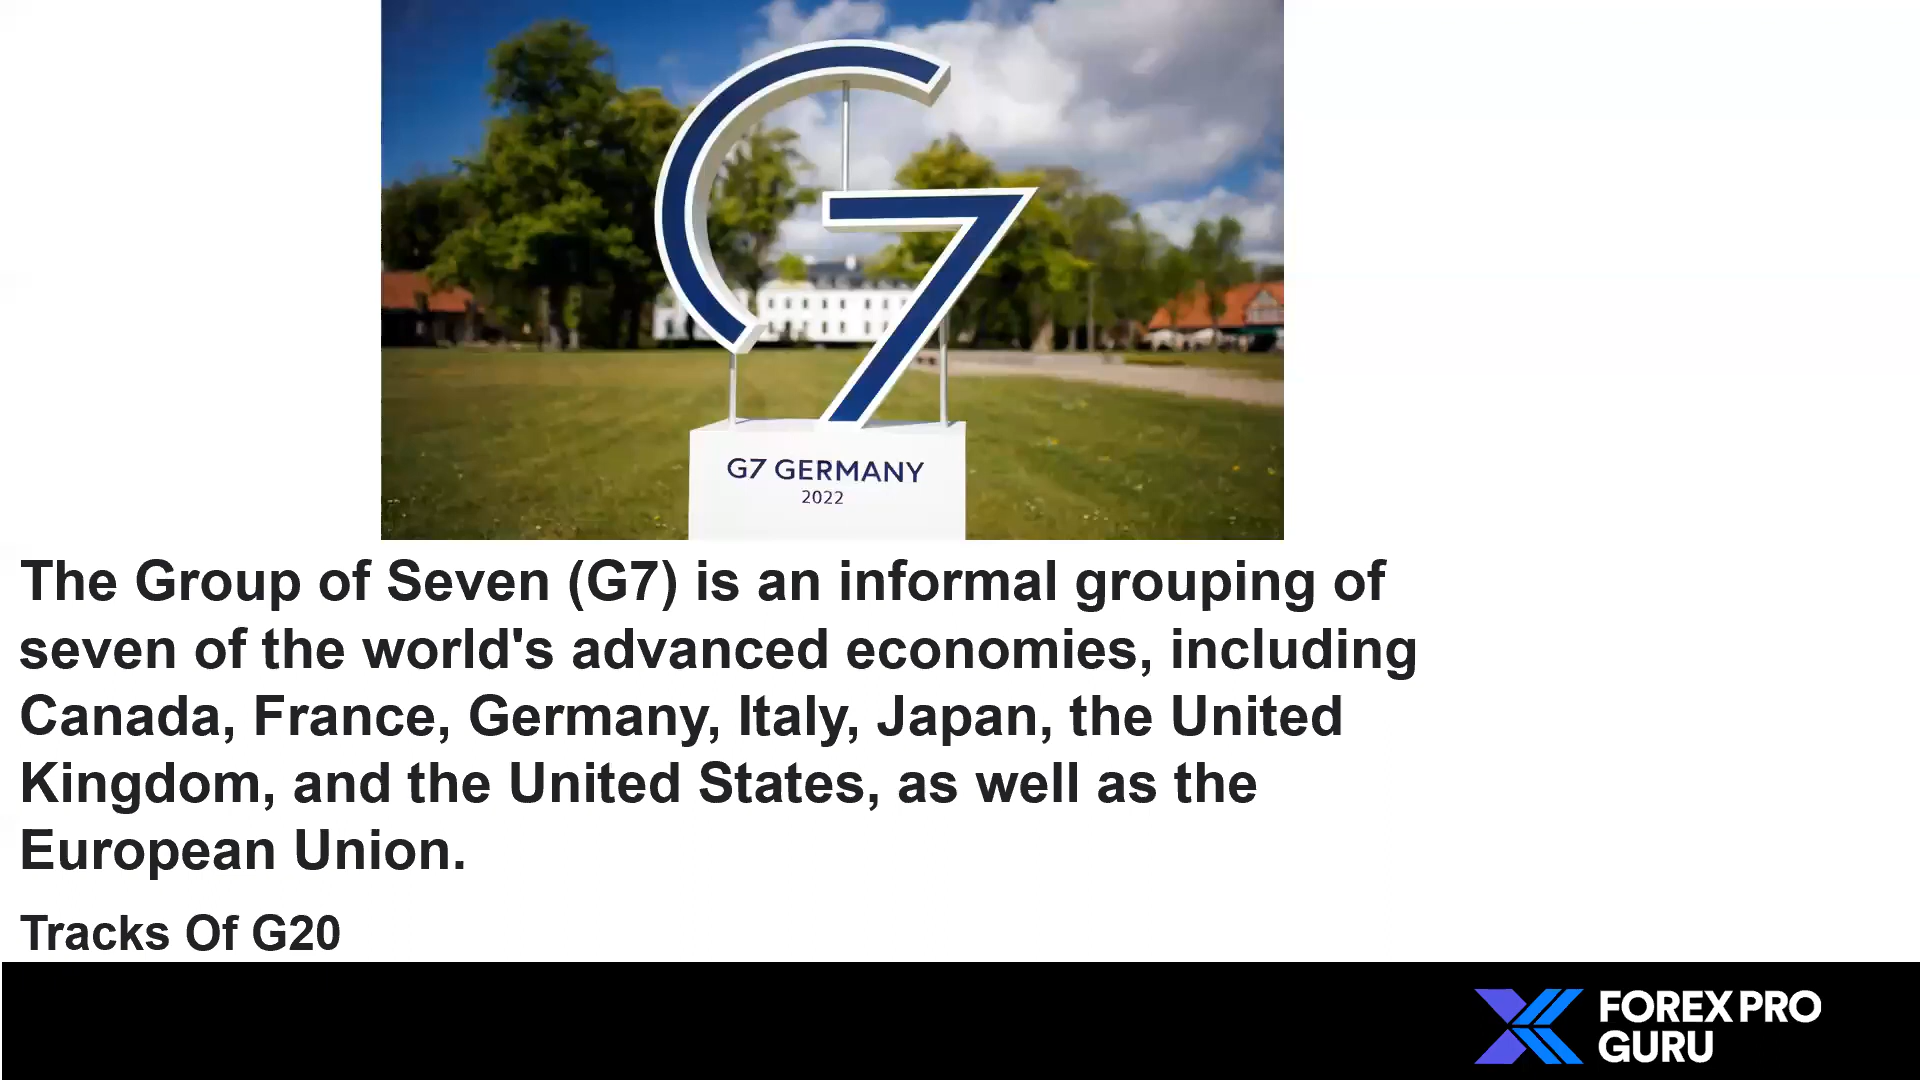 G7
G7 GERMANY
2022
The Group of Seven (G7) is an informal grouping of
seven of the world's advanced economies, including
Canada, France, Germany, Italy, Japan, the United
Kingdom, and the United States, as well as the
European Union.
Tracks Of G20
FOREX PRO
GURU